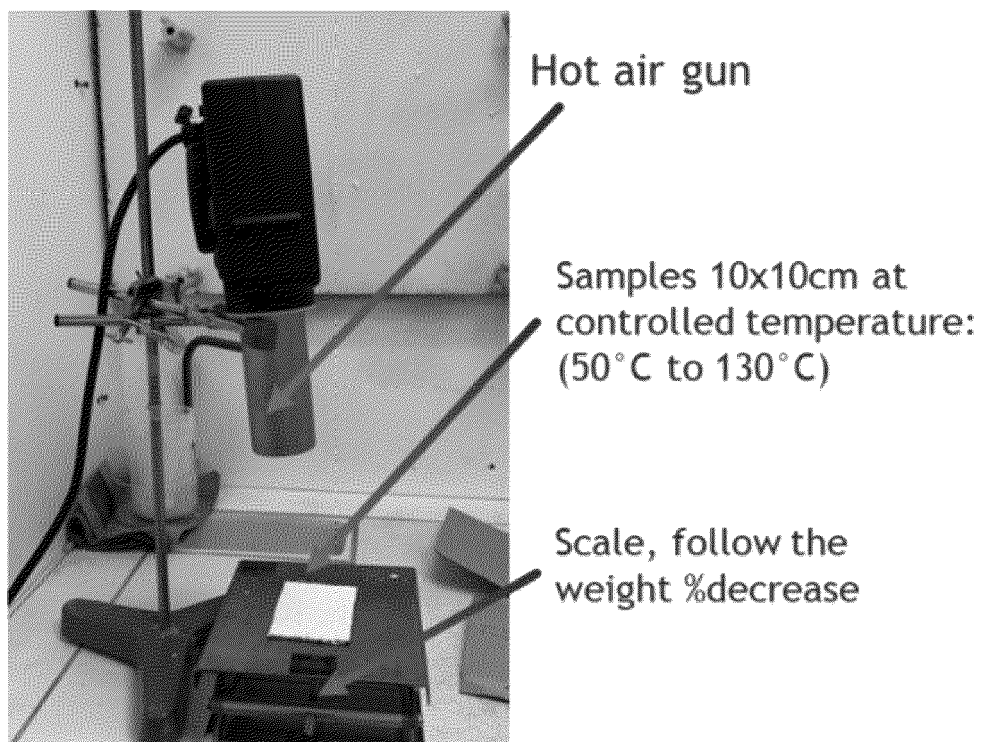 Hot air gun
Samples 10x10cm at
controlled temperature:
(50°C to 130°C)
Scale, follow the
weight %decrease